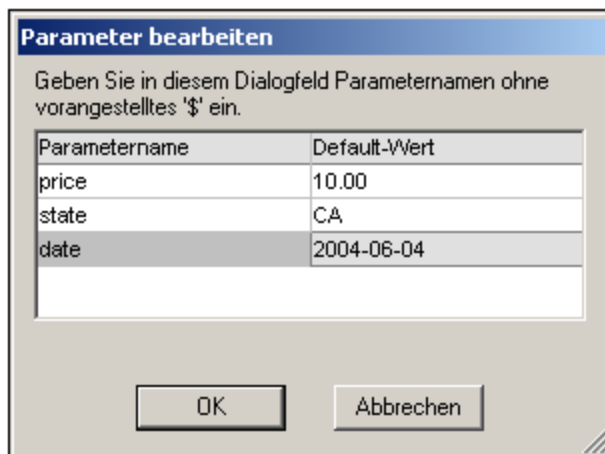 Parameter bearbeiten
Geben Sie in diesem Dialogfeld Parameternamen ohne
vorangestelltes '$' ein.
Parametername Default-Wert
price 10.00
state CA
date 2004-06-04
OK Abbrechen